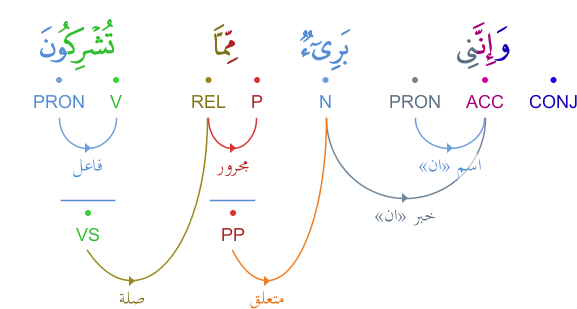 وَإِنَّنِى بَرِىٓءٌ مِّمَّا تُشْرِكُونَ
CONJ ACC PRON N P REL V PRON
اسم «ان» مجرور فاعل
خبر «ان»
PP VS
متعلق صلة